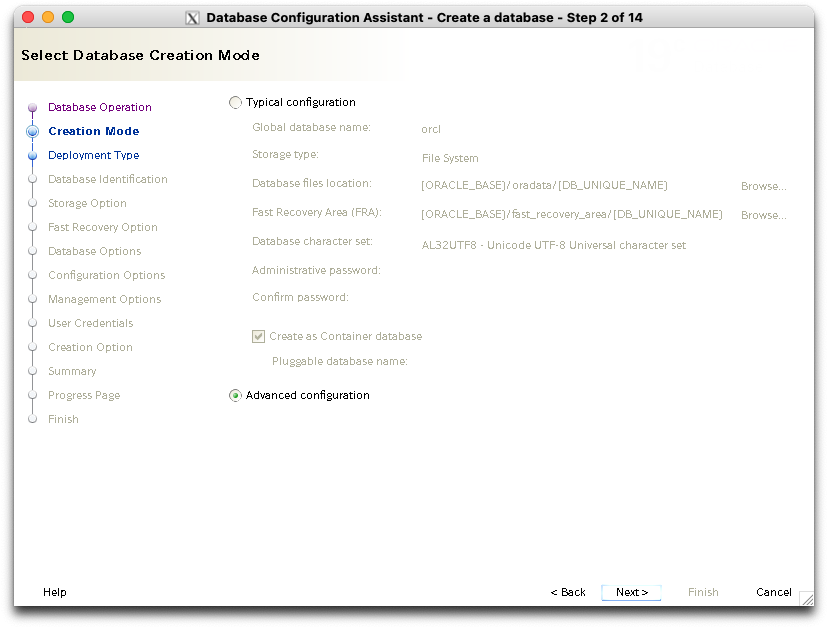 Database Configuration Assistant - Create a database - Step 2 of 14
Select Database Creation Mode
Database Operation
Creation Mode
Deployment Type
Database Identification
Storage Option
Fast Recovery Option
Database Options
Configuration Options
Management Options
User Credentials
Creation Option
Summary
Progress Page
Finish
Typical configuration
Global database name: orcl
Storage type: File System
Database files location: {ORACLE_BASE}/oradata/{DB_UNIQUE_NAME} Browse...
Fast Recovery Area (FRA): {ORACLE_BASE}/fast_recovery_area/{DB_UNIQUE_NAME} Browse...
Database character set: AL32UTF8 - Unicode UTF-8 Universal character set
Administrative password:
Confirm password:
Create as Container database
Pluggable database name:
Advanced configuration
Help < Back Next > Finish Cancel